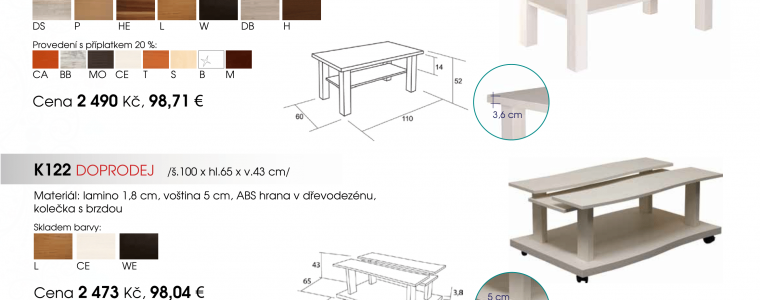 DS P HE L W DB H
Provedení s příplatkem 20 %:
CA BB MO CE T S B M
Cena 2 490 Kč, 98,71 €
14
52
60
110
3,6 cm
K122 DOPRODEJ /š.100 x hl.65 x v.43 cm/
Materiál: lamino 1,8 cm, voština 5 cm, ABS hrana v dřevodezénu,
kolečka s brzdou
Skladem barvy:
L CE WE
Cena 2 473 Kč, 98,04 €
43
65
3,8
5 cm